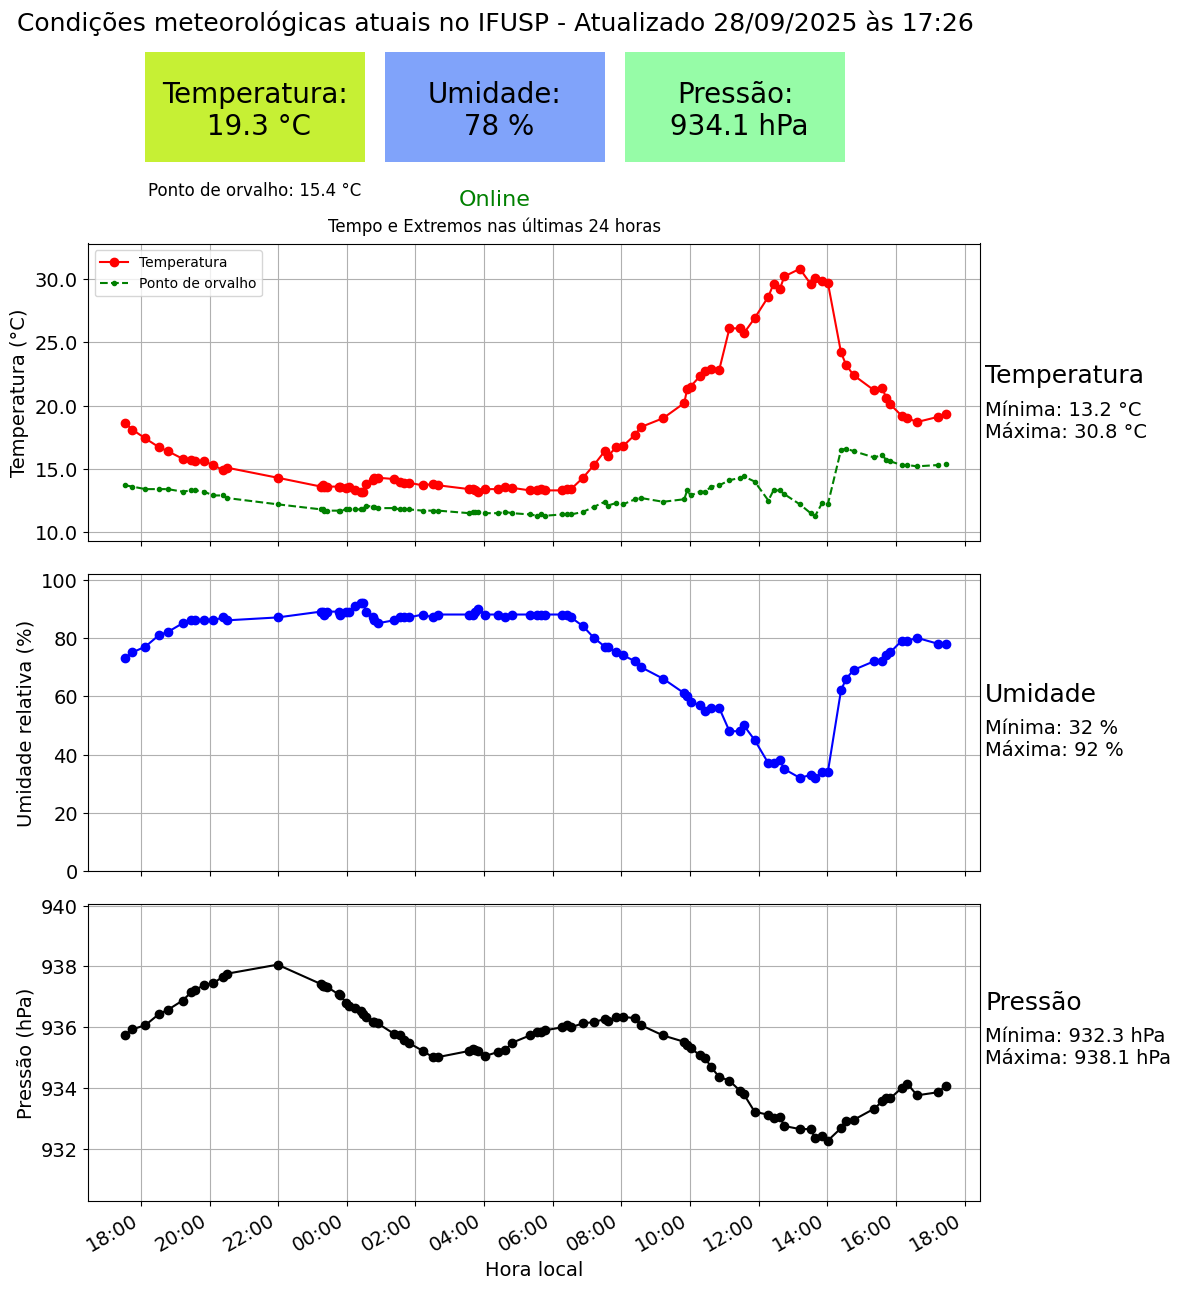 Condições meteorológicas atuais no IFUSP - Atualizado 28/09/2025 às 17:26
Temperatura:
19.3 °C
Umidade:
78 %
Pressão:
934.1 hPa
Ponto de orvalho: 15.4 °C
Online
Tempo e Extremos nas últimas 24 horas
Temperatura
Ponto de orvalho
Temperatura (°C)
30.0
25.0
20.0
15.0
10.0
Temperatura
Mínima: 13.2 °C
Máxima: 30.8 °C
Umidade relativa (%)
100
80
60
40
20
0
Umidade
Mínima: 32 %
Máxima: 92 %
Pressão (hPa)
940
938
936
934
932
Pressão
Mínima: 932.3 hPa
Máxima: 938.1 hPa
18:00 20:00 22:00 00:00 02:00 04:00 06:00 08:00 10:00 12:00 14:00 16:00 18:00
Hora local